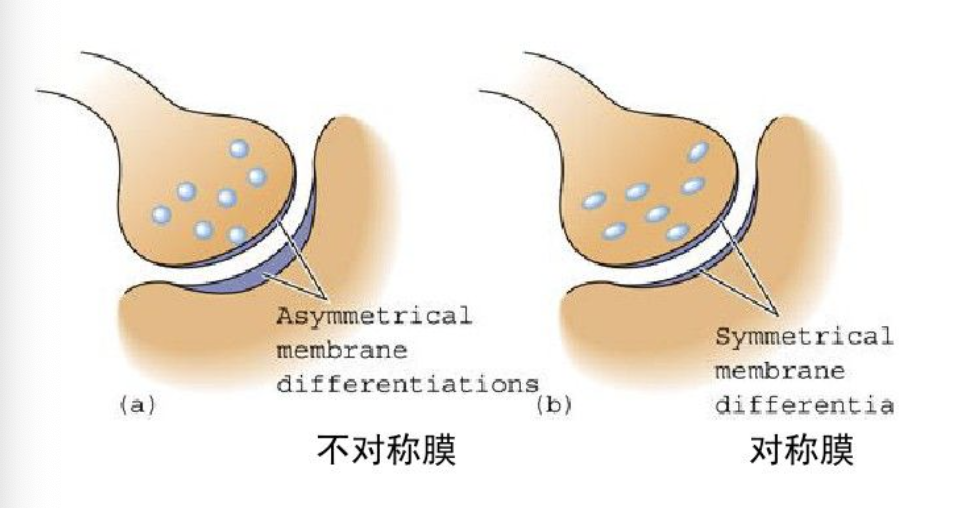 Asymmetrical
membrane
differentiations
(a)
不对称膜
Symmetrical
membrane
differentia
(b)
对称膜